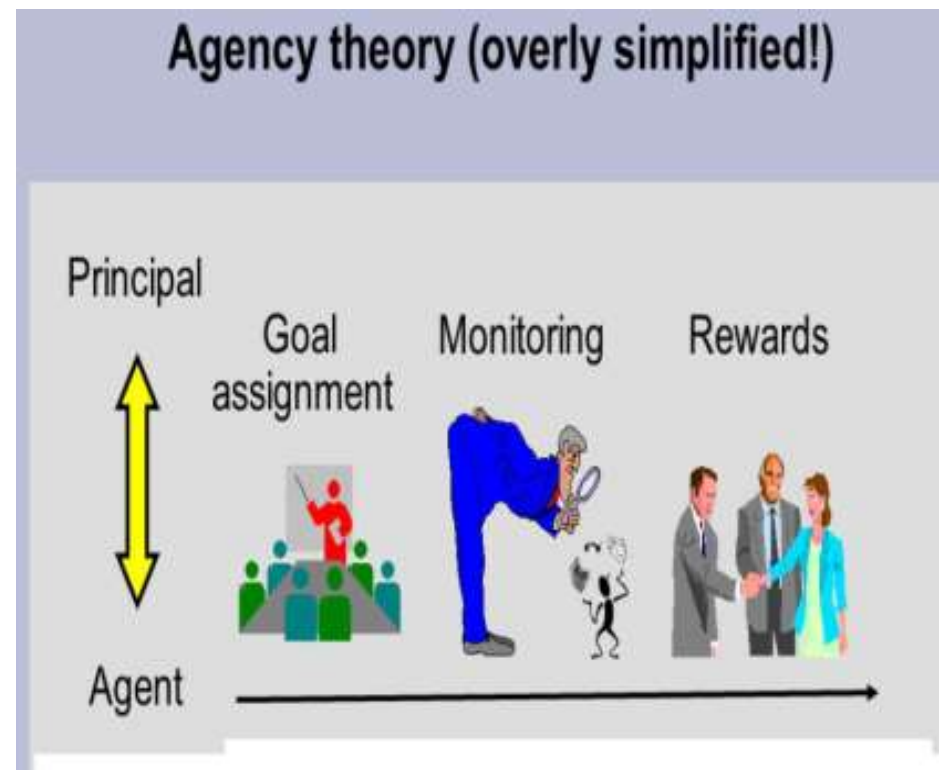 Agency theory (overly simplified!)
Principal
Goal
assignment
Monitoring
Rewards
Agent